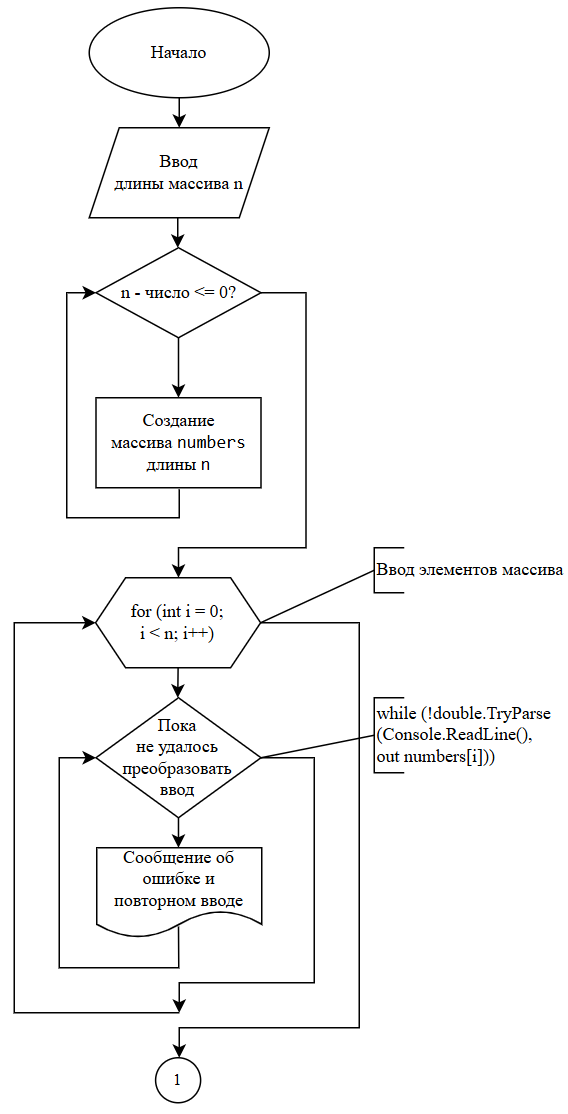 Начало
Ввод
длины массива n
n - число <= 0?
Создание
массива numbers
длины n
Ввод элементов массива
for (int i = 0;
i < n; i++)
while (!double.TryParse
(Console.ReadLine(),
out numbers[i]))
Пока
не удалось
преобразовать
ввод
Сообщение об
ошибке и
повторном вводе
1